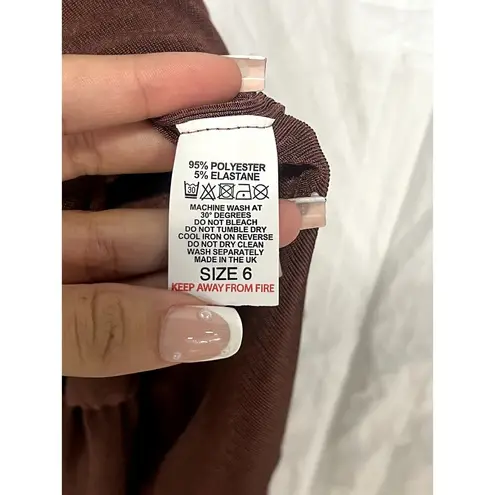 95% POLYESTER
5% ELASTANE
30
MACHINE WASH AT
30° DEGREES
DO NOT BLEACH
DO NOT TUMBLE DRY
COOL IRON ON REVERSE
DO NOT DRY CLEAN
WASH SEPARATELY
MADE IN THE UK
SIZE 6
KEEP AWAY FROM FIRE